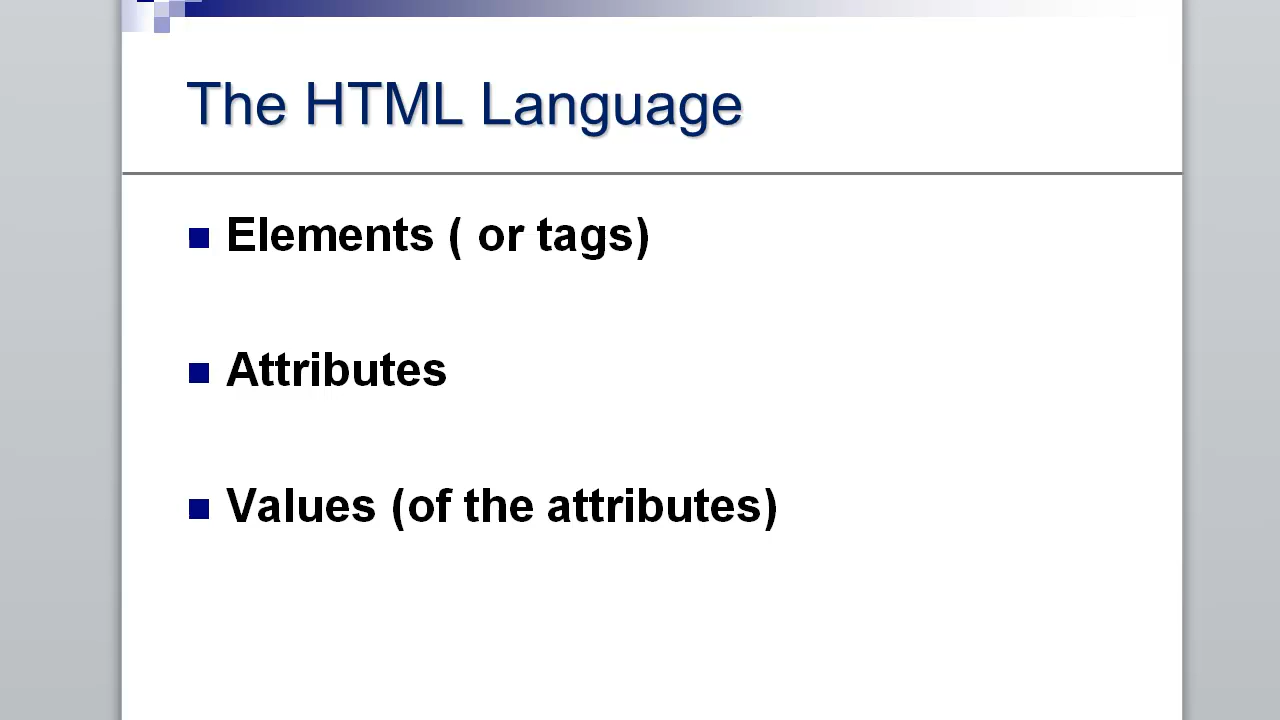 The HTML Language
Elements ( or tags)
Attributes
Values (of the attributes)